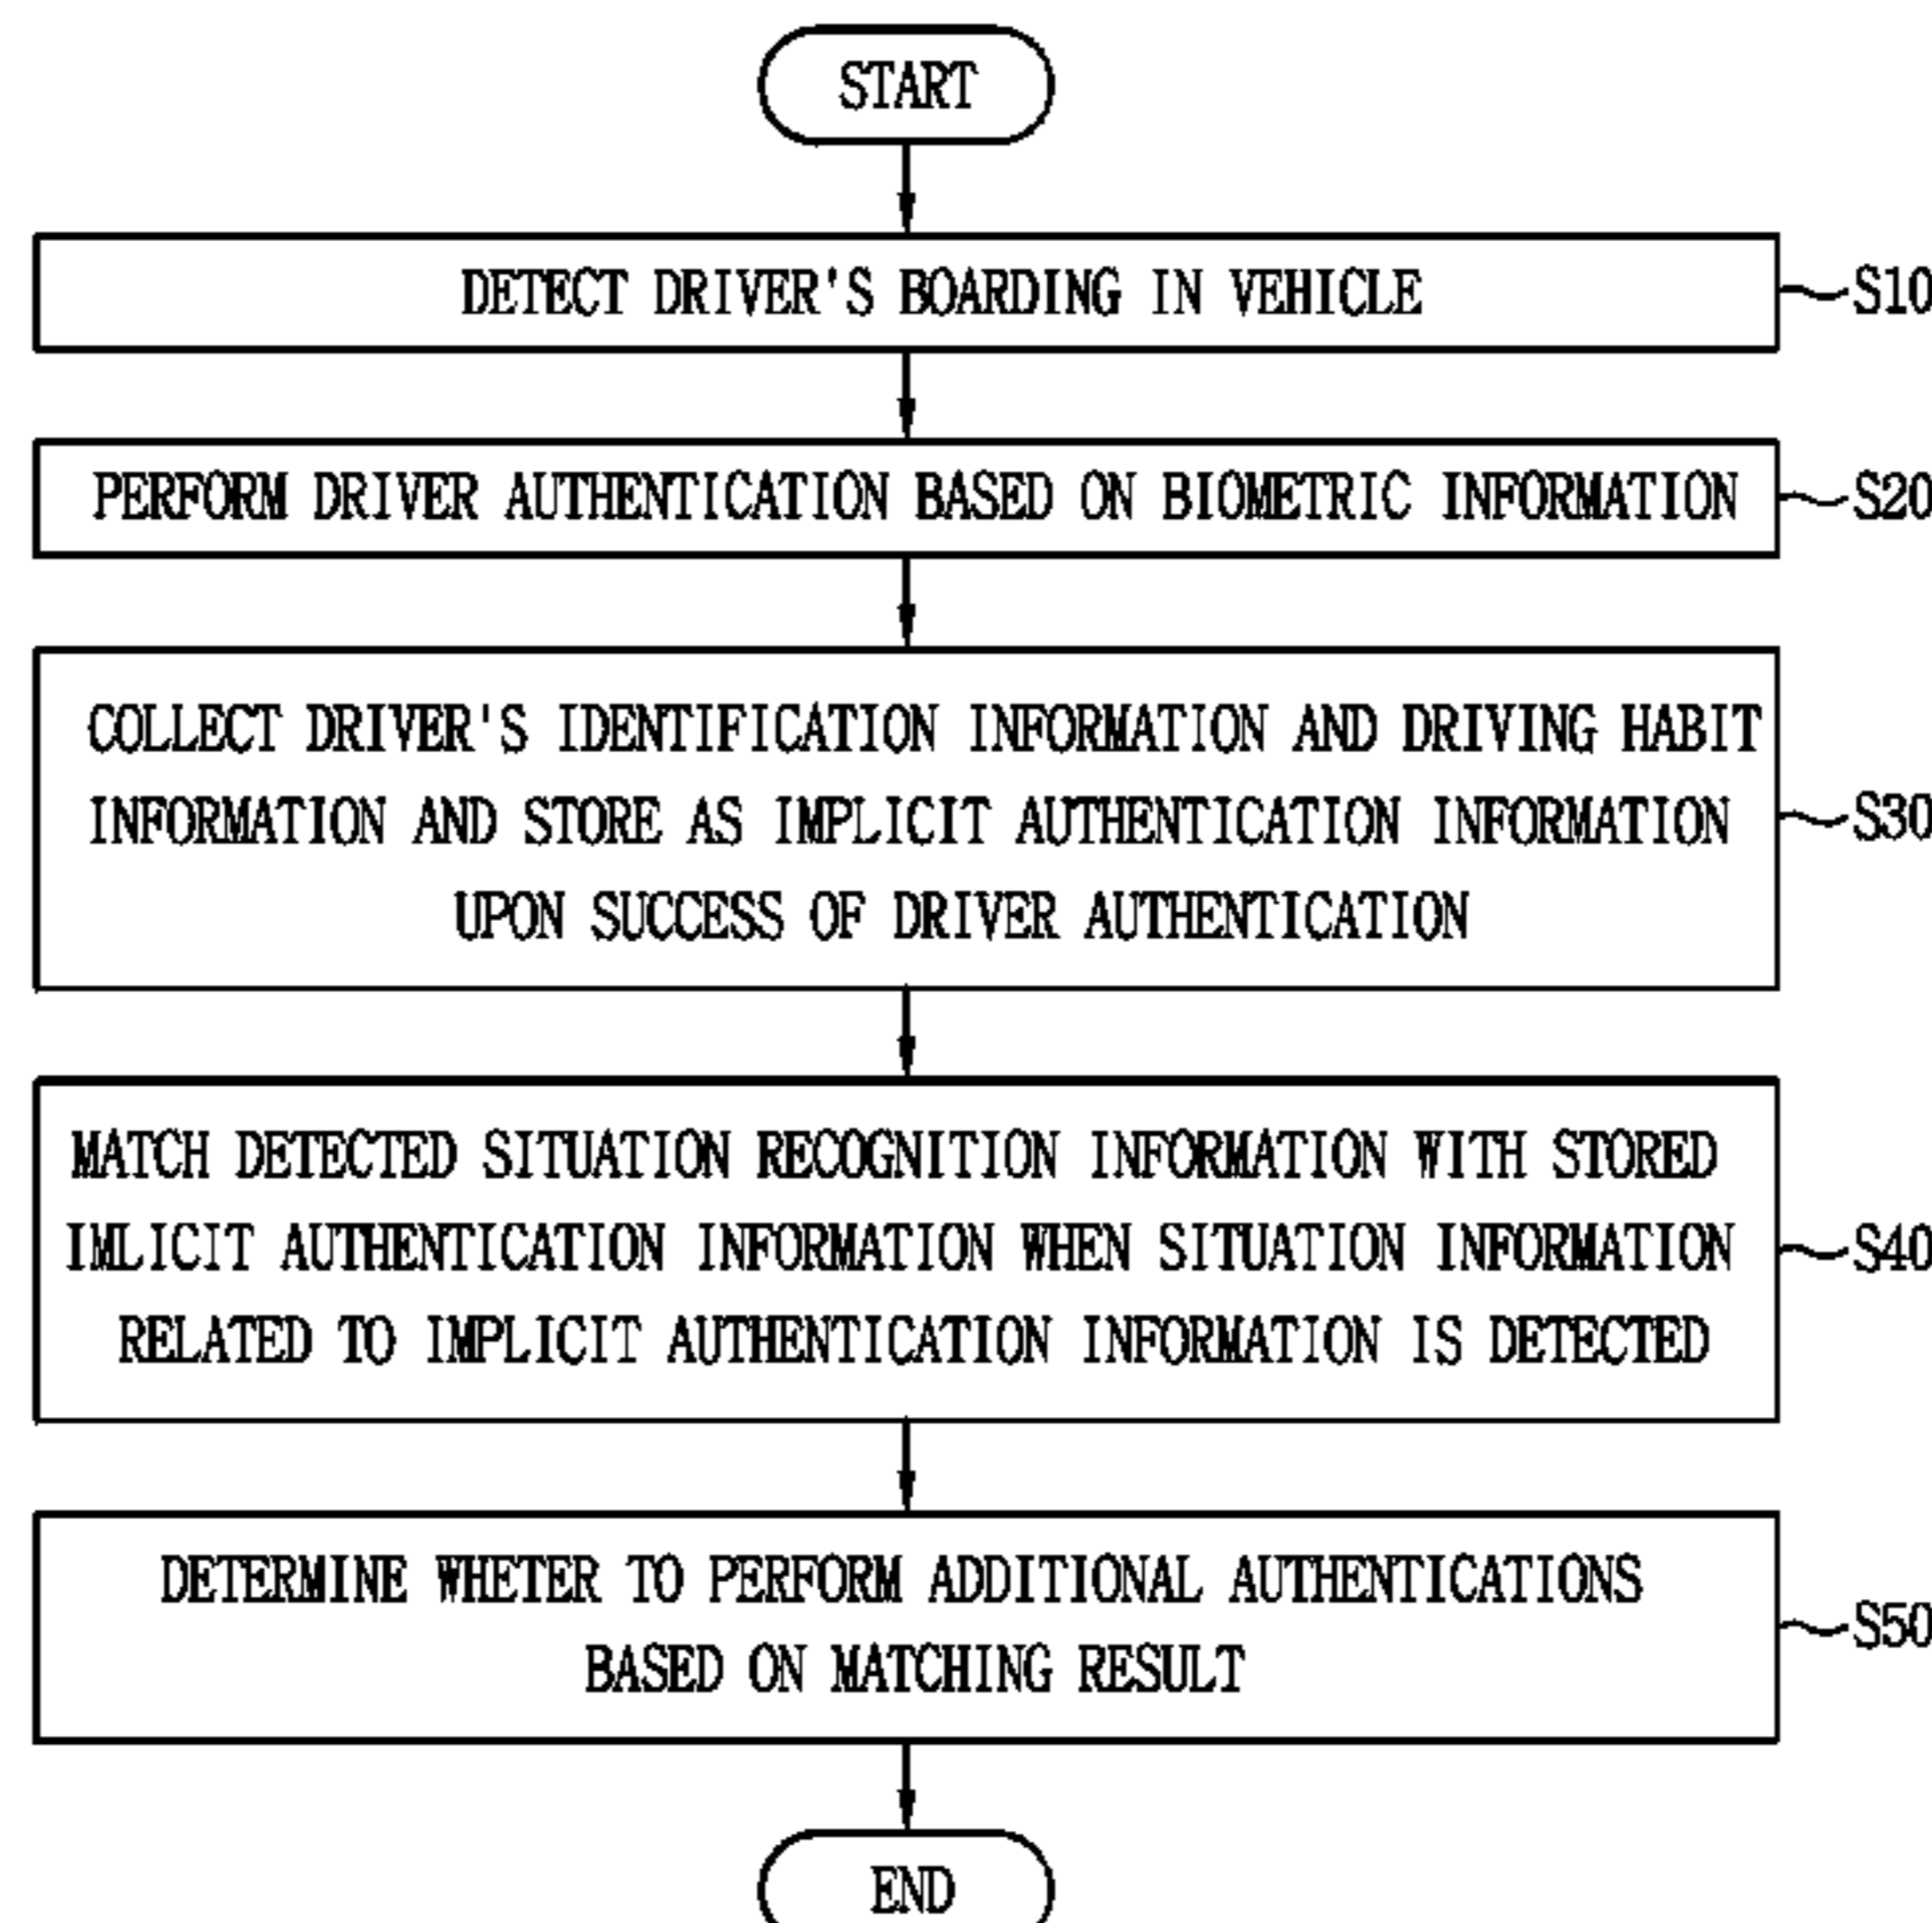 START
DETECT DRIVER'S BOARDING IN VEHICLE
S10
PERFORM DRIVER AUTHENTICATION BASED ON BIOMETRIC INFORMATION
S20
COLLECT DRIVER'S IDENTIFICATION INFORMATION AND DRIVING HABIT
INFORMATION AND STORE AS IMPLICIT AUTHENTICATION INFORMATION
UPON SUCCESS OF DRIVER AUTHENTICATION
S30
MATCH DETECTED SITUATION RECOGNITION INFORMATION WITH STORED
IMLICIT AUTHENTICATION INFORMATION WHEN SITUATION INFORMATION
RELATED TO IMPLICIT AUTHENTICATION INFORMATION IS DETECTED
S40
DETERMINE WHETER TO PERFORM ADDITIONAL AUTHENTICATIONS
BASED ON MATCHING RESULT
S50
END